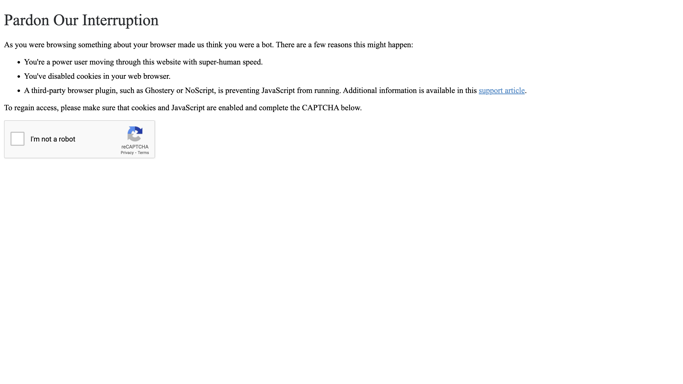 Pardon Our Interruption
As you were browsing something about your browser made us think you were a bot. There are a few reasons this might happen:
• You're a power user moving through this website with super-human speed.
• You've disabled cookies in your web browser.
• A third-party browser plugin, such as Ghostery or NoScript, is preventing JavaScript from running. Additional information is available in this support article.
To regain access, please make sure that cookies and JavaScript are enabled and complete the CAPTCHA below.
I'm not a robot
reCAPTCHA
Privacy - Terms